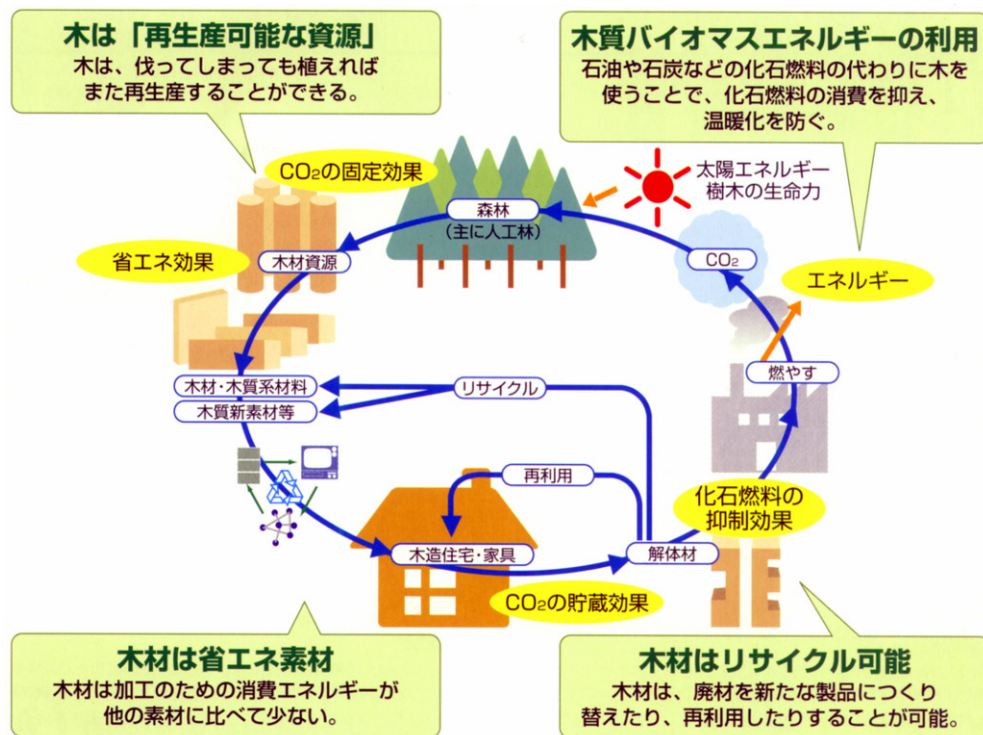 木は「再生産可能な資源」
木は、伐ってしまっても植えれば
また再生産することができる。
木質バイオマスエネルギーの利用
石油や石炭などの化石燃料の代わりに木を
使うことで、化石燃料の消費を抑え、
温暖化を防ぐ。
CO₂の固定効果
太陽エネルギー
樹木の生命力
森林
(主に人工林)
省エネ効果
木材資源
CO₂
エネルギー
木材・木質系材料
木質新素材等
リサイクル
燃やす
再利用
化石燃料の
抑制効果
木造住宅・家具
解体材
CO₂の貯蔵効果
木材は省エネ素材
木材は加工のための消費エネルギーが
他の素材に比べて少ない。
木材はリサイクル可能
木材は、廃材を新たな製品につくり
替えたり、再利用したりすることが可能。